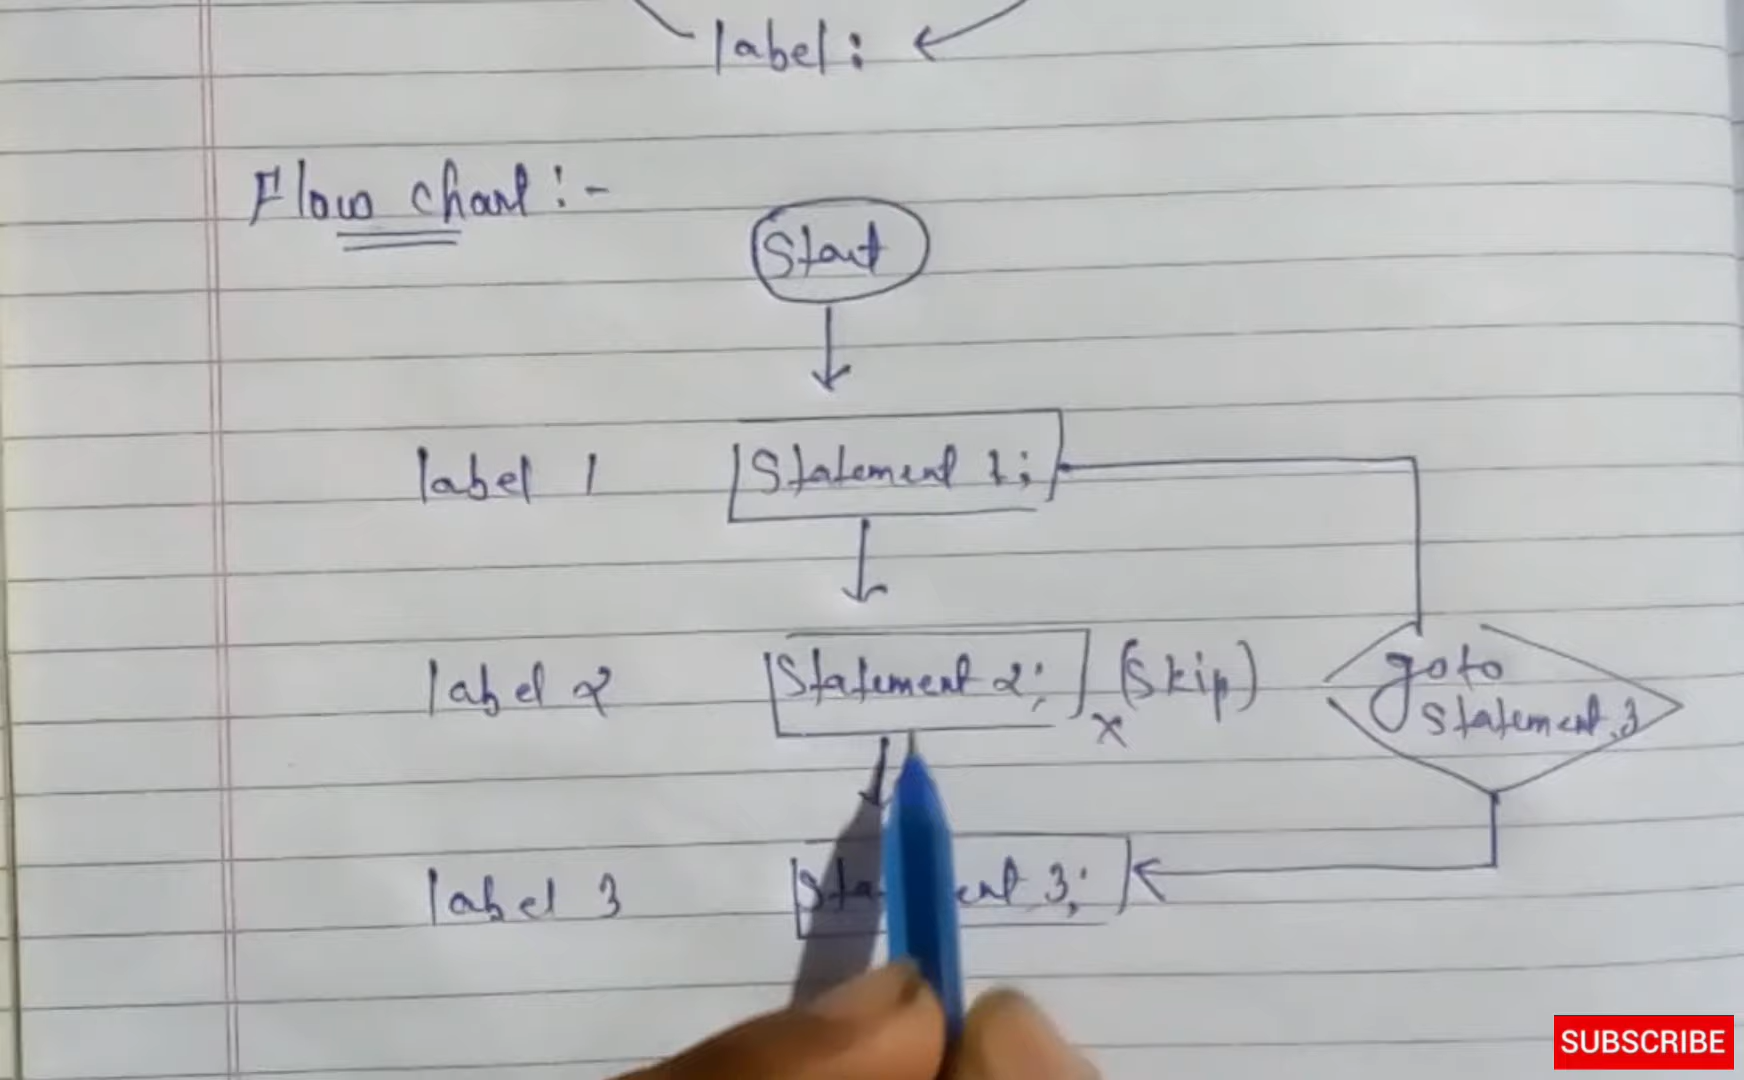 label:
Flow chart:-
Start
label 1 Statement 1;
label 2 Statement 2; (Skip) goto
x Statement 3
label 3 3;
SUBSCRIBE